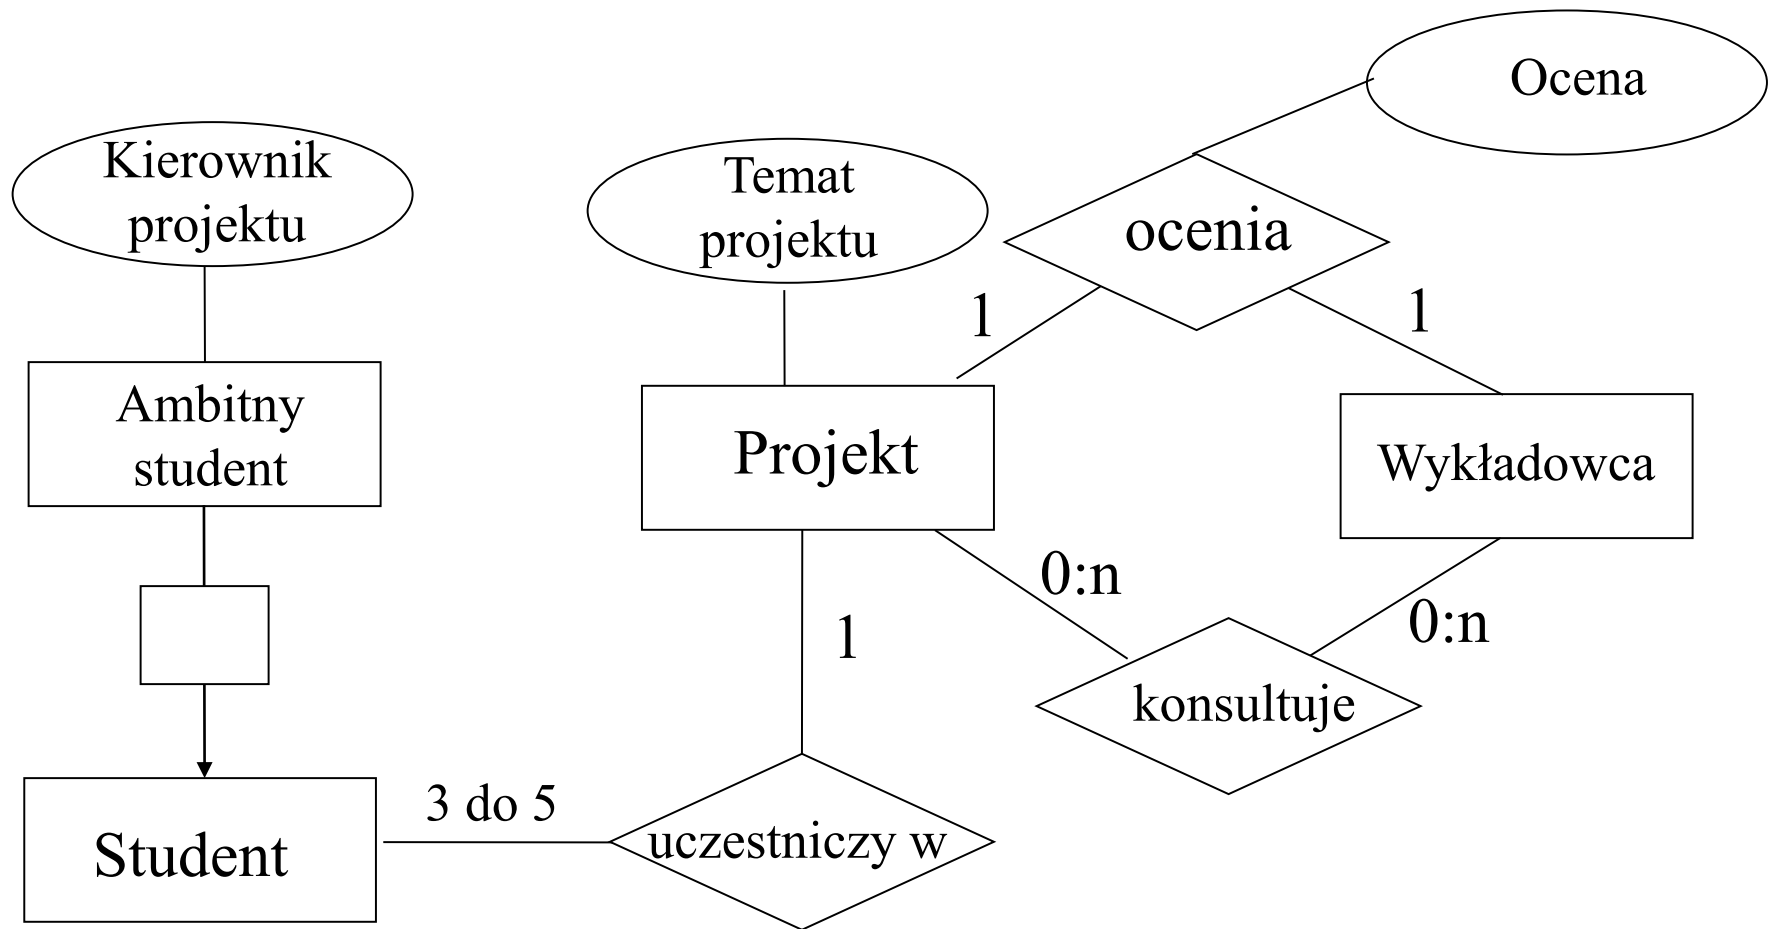 Ocena
Kierownik
projektu
Temat
projektu
ocenia
1
1
Ambitny
student
Projekt
Wykładowca
0:n
0:n
1
konsultuje
3 do 5
uczestniczy w
Student